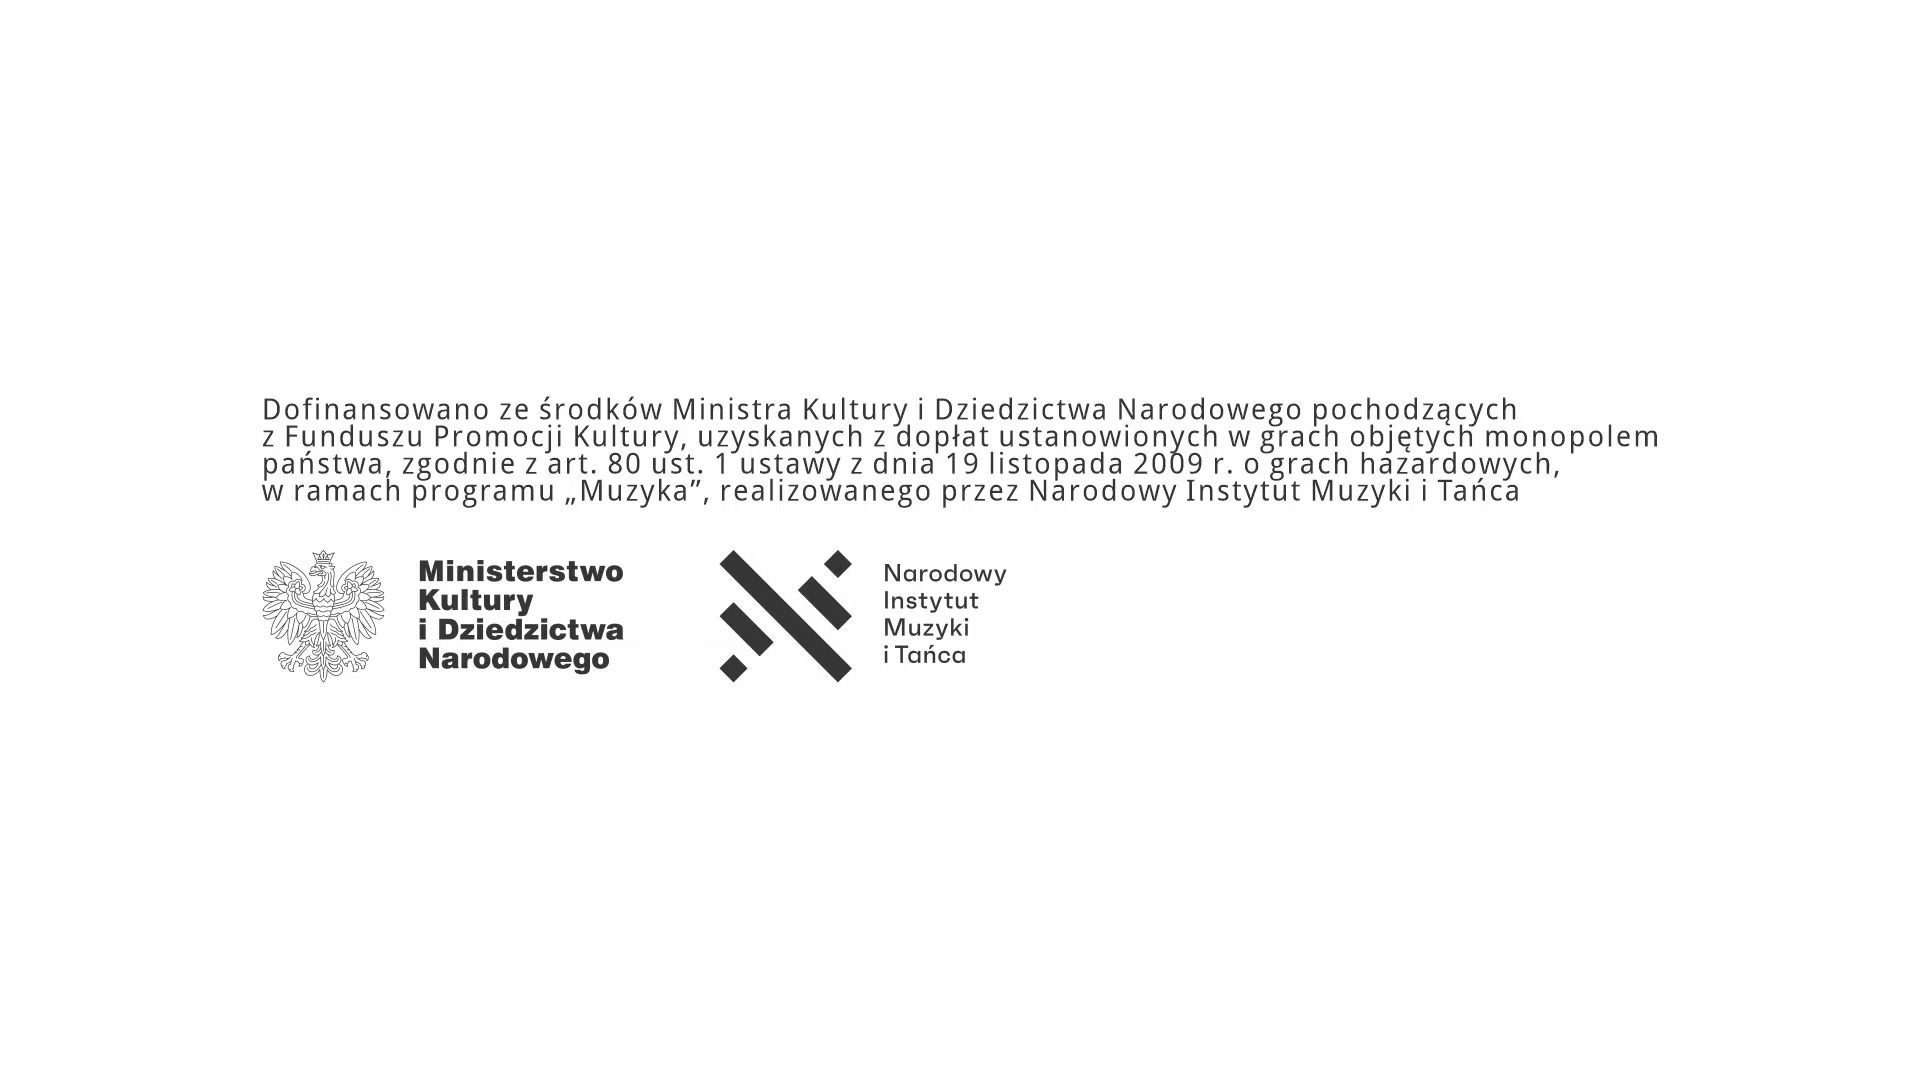 Dofinansowano ze środków Ministra Kultury i Dziedzictwa Narodowego pochodzących
z Funduszu Promocji Kultury, uzyskanych z dopłat ustanowionych w grach objętych monopolem
państwa, zgodnie z art. 80 ust. 1 ustawy z dnia 19 listopada 2009 r. o grach hazardowych,
w ramach programu „Muzyka”, realizowanego przez Narodowy Instytut Muzyki i Tańca
Ministerstwo
Kultury
i Dziedzictwa
Narodowego
Narodowy
Instytut
Muzyki
i Tańca